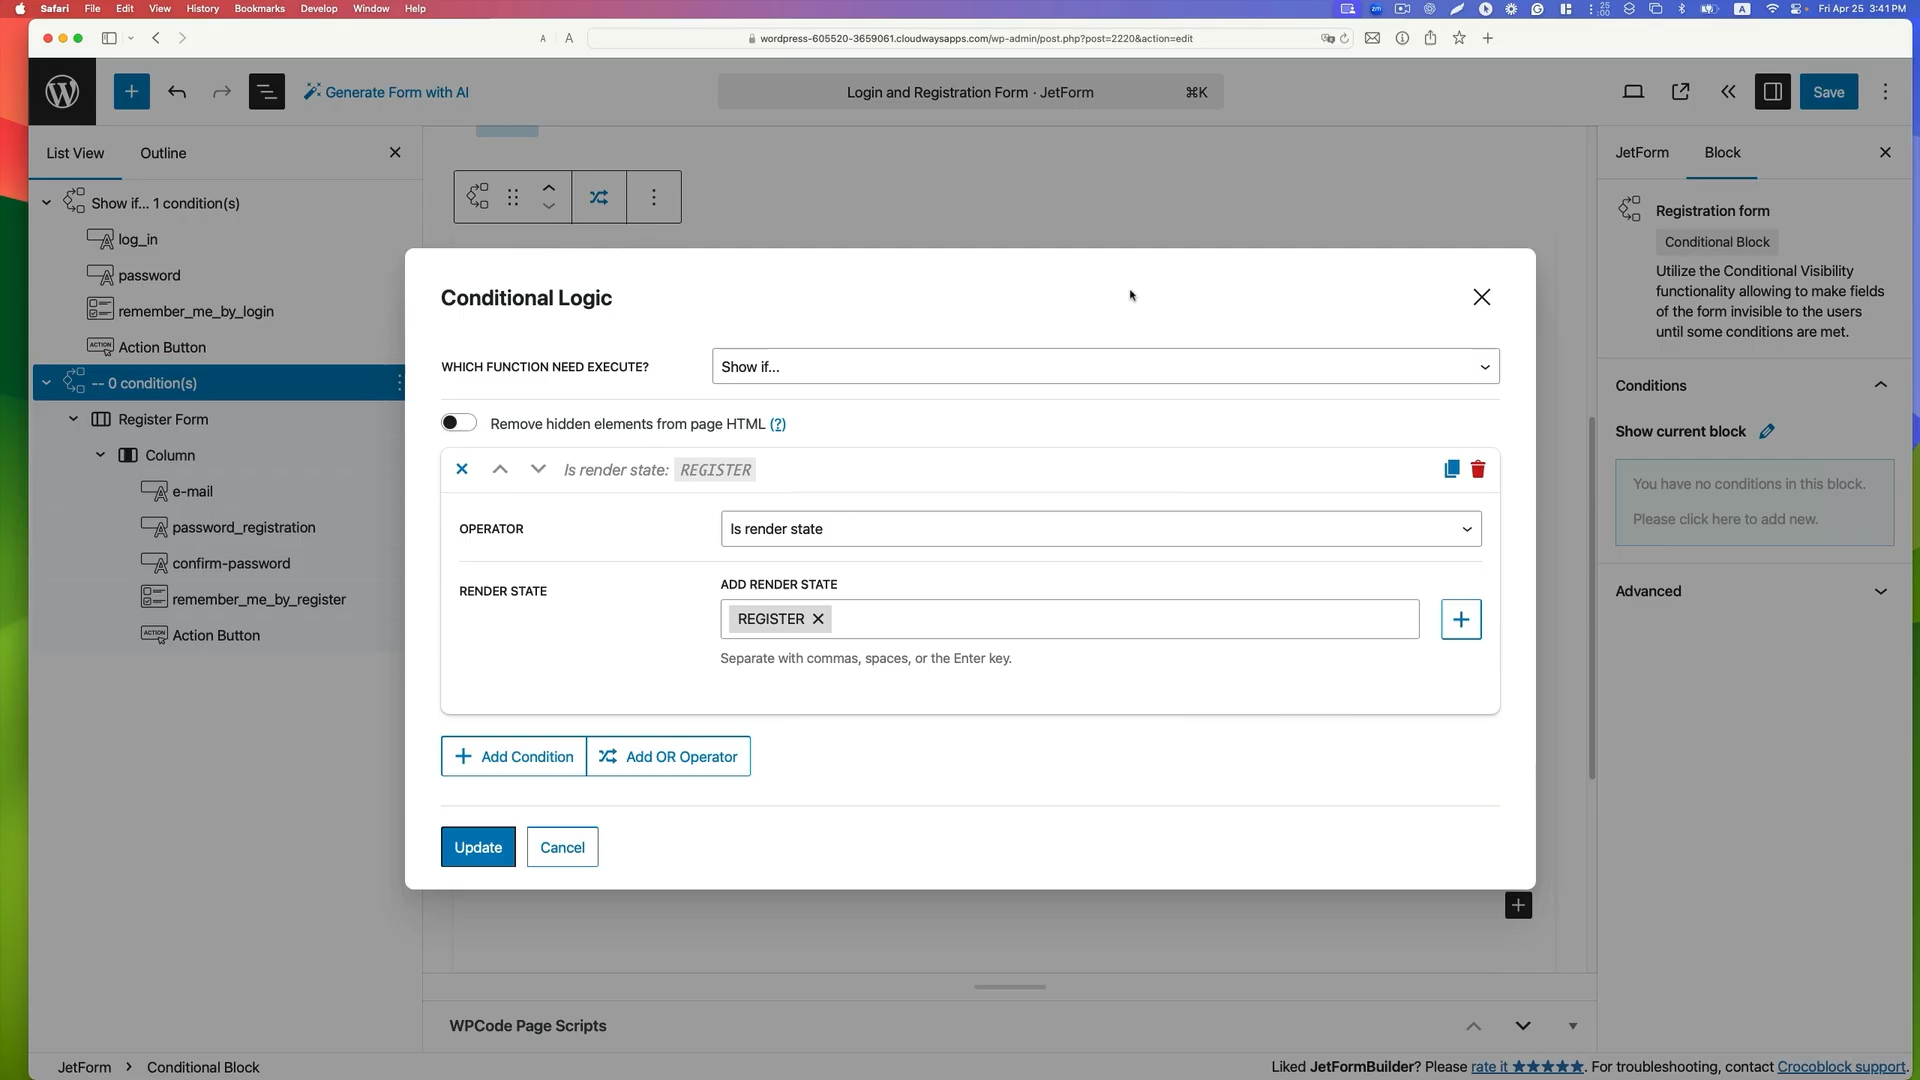 Safari File Edit View History Bookmarks Develop Window Help
Fri Apr 25 3:41 PM
A A wordpress-605520-3659061.cloudwaysapps.com/wp-admin/post.php?post=2220&action=edit
Generate Form with AI
Login and Registration Form · JetForm ⌘K
Save
List View Outline
Show if... 1 condition(s)
log_in
password
remember_me_by_login
ACTION Action Button
-- 0 condition(s)
Register Form
Column
e-mail
password_registration
confirm-password
remember_me_by_register
ACTION Action Button
Conditional Logic
WHICH FUNCTION NEED EXECUTE? Show if...
Remove hidden elements from page HTML (?)
Is render state: REGISTER
OPERATOR Is render state
RENDER STATE
ADD RENDER STATE
REGISTER
Separate with commas, spaces, or the Enter key.
Add Condition Add OR Operator
Update Cancel
JetForm Block
Registration form
Conditional Block
Utilize the Conditional Visibility
functionality allowing to make fields
of the form invisible to the users
until some conditions are met.
Conditions
Show current block
You have no conditions in this block.
Please click here to add new.
Advanced
WPCode Page Scripts
JetForm Conditional Block
Liked JetFormBuilder? Please rate it ★★★★★. For troubleshooting, contact Crocoblock support.